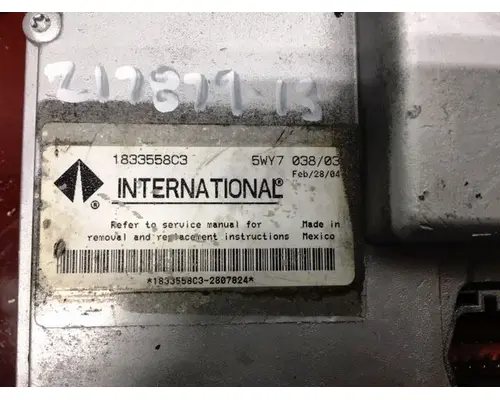 217877 13
1833558C3 5WY7 038/03
Feb/28/04
INTERNATIONAL®
®
Refer to service manual for Made in
removal and replacement instructions Mexico
*1833558C3-2807824*